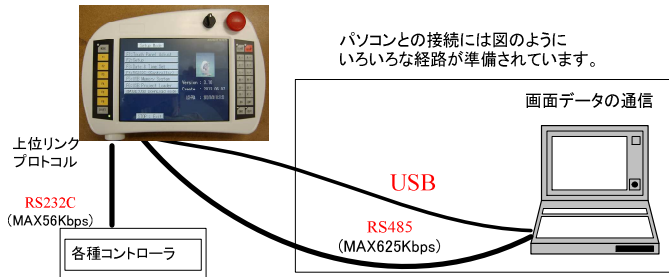 パソコンとの接続には図のように
いろいろな経路が準備されています。
画面データの通信
上位リンク
プロトコル
RS232C
(MAX56Kbps)
各種コントローラ
USB
RS485
(MAX625Kbps)